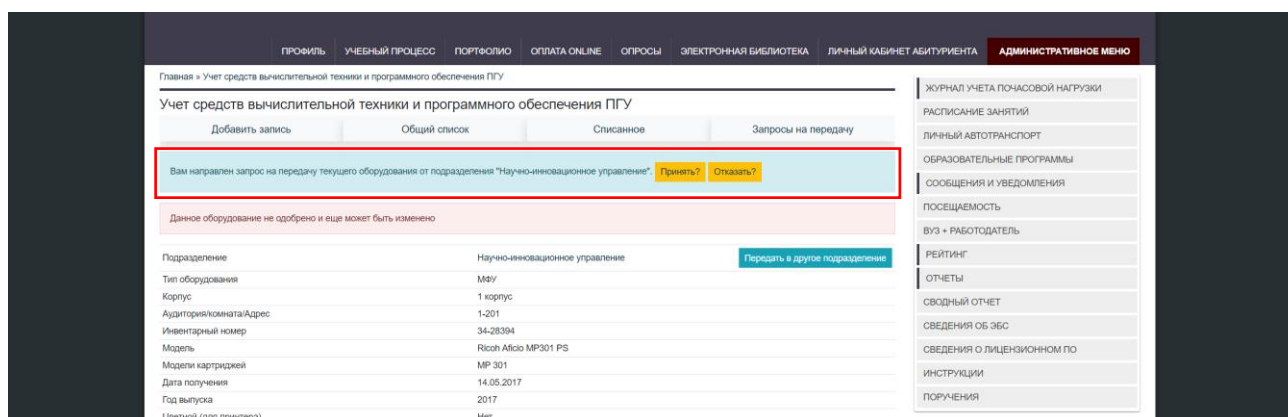 ПРОФИЛЬ УЧЕБНЫЙ ПРОЦЕСС ПОРТФОЛИО ОПЛАТА ONLINE ОПРОСЫ ЭЛЕКТРОННАЯ БИБЛИОТЕКА ЛИЧНЫЙ КАБИНЕТ АБИТУРИЕНТА АДМИНИСТРАТИВНОЕ МЕНЮ
Главная » Учет средств вычислительной техники и программного обеспечения ПГУ
Учет средств вычислительной техники и программного обеспечения ПГУ
Добавить запись Общий список Списанное Запросы на передачу
Вам направлен запрос на передачу текущего оборудования от подразделения "Научно-инновационное управление". Принять? Отказать?
Данное оборудование не одобрено и еще может быть изменено
Подразделение Научно-инновационное управление Передать в другое подразделение
Тип оборудования МФУ
Корпус 1 корпус
Аудитория/комната/Адрес 1-201
Инвентарный номер 34-28394
Модель Ricoh Aficio MP301 PS
Модели картриджей MP 301
Дата получения 14.05.2017
Год выпуска 2017
Цветной (для принтера) Нет
ЖУРНАЛ УЧЕТА ПОЧАСОВОЙ НАГРУЗКИ
РАСПИСАНИЕ ЗАНЯТИЙ
ЛИЧНЫЙ АВТОТРАНСПОРТ
ОБРАЗОВАТЕЛЬНЫЕ ПРОГРАММЫ
СООБЩЕНИЯ И УВЕДОМЛЕНИЯ
ПОСЕЩАЕМОСТЬ
ВУЗ + РАБОТОДАТЕЛЬ
РЕЙТИНГ
ОТЧЕТЫ
СВОДНЫЙ ОТЧЕТ
СВЕДЕНИЯ ОБ ЭБС
СВЕДЕНИЯ О ЛИЦЕНЗИОННОМ ПО
ИНСТРУКЦИИ
ПОРУЧЕНИЯ